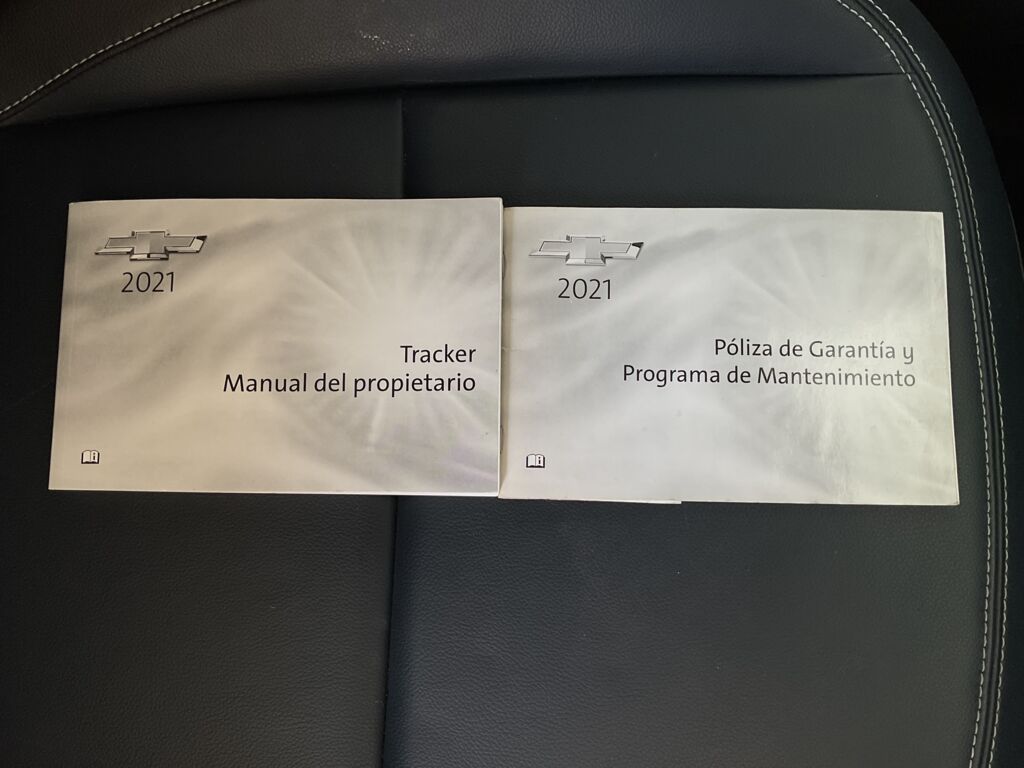 2021
Tracker
Manual del propietario
2021
Póliza de Garantía y
Programa de Mantenimiento